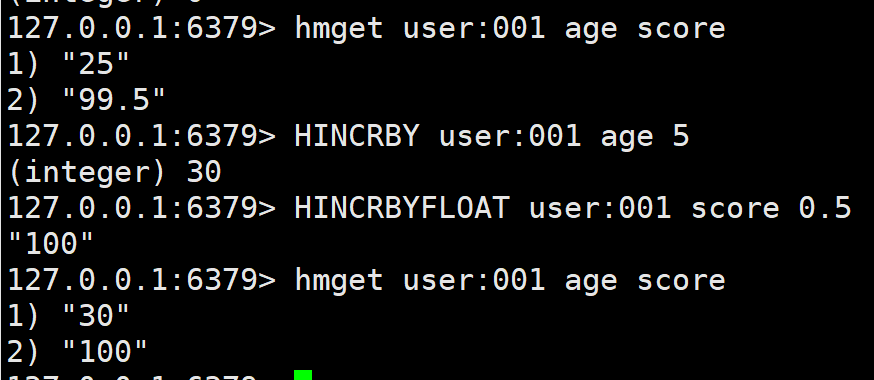 127.0.0.1:6379> hmget user:001 age score
1) "25"
2) "99.5"
127.0.0.1:6379> HINCRBY user:001 age 5
(integer) 30
127.0.0.1:6379> HINCRBYFLOAT user:001 score 0.5
"100"
127.0.0.1:6379> hmget user:001 age score
1) "30"
2) "100"